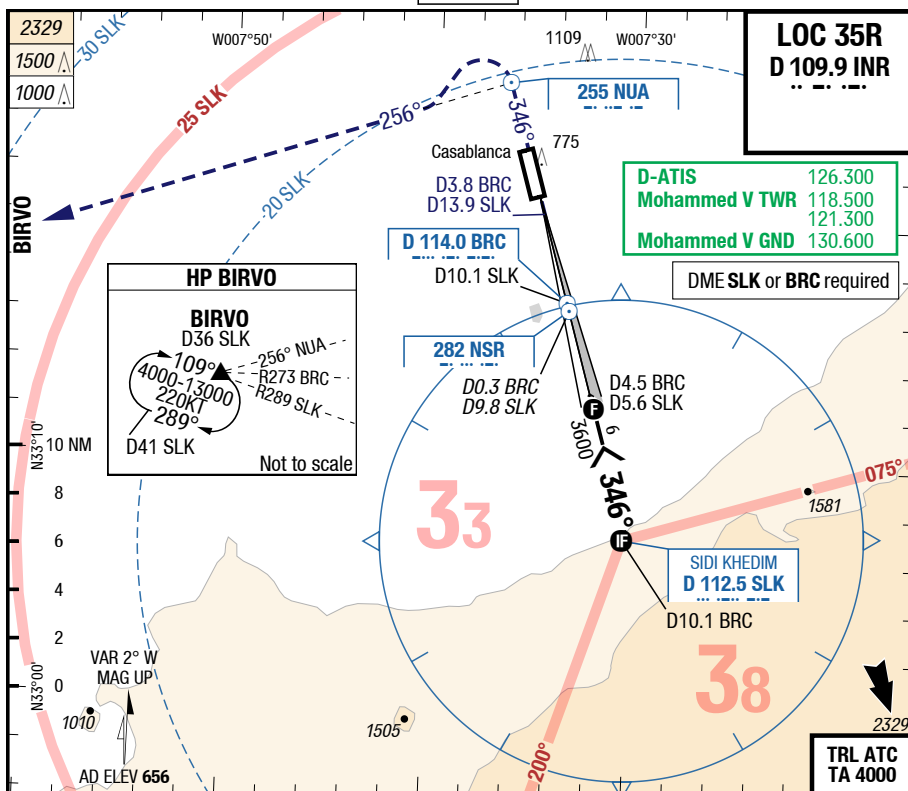 2329
1500
1000
30 SLK
W007°50'
1109
W007°30'
LOC 35R
D 109.9 INR
255 NUA
346°
256°
25 SLK
20 SLK
775
Casablanca
D3.8 BRC
D13.9 SLK
D-ATIS 126.300
Mohammed V TWR 118.500
121.300
Mohammed V GND 130.600
BIRVO
D 114.0 BRC
D10.1 SLK
DME SLK or BRC required
HP BIRVO
BIRVO
D36 SLK
109°
4000-13000
220KT
289°
D41 SLK
256° NUA
R273 BRC
R289 SLK
Not to scale
282 NSR
D0.3 BRC
D9.8 SLK
D4.5 BRC
D5.6 SLK
F
6
3600
N33°10'
10 NM
8
6
4
2
0
N33°00'
346°
075°
1581
33
IF
SIDI KHEDIM
D 112.5 SLK
D10.1 BRC
38
VAR 2° W
MAG UP
1010
1505
200°
2329
AD ELEV 656
TRL ATC
TA 4000